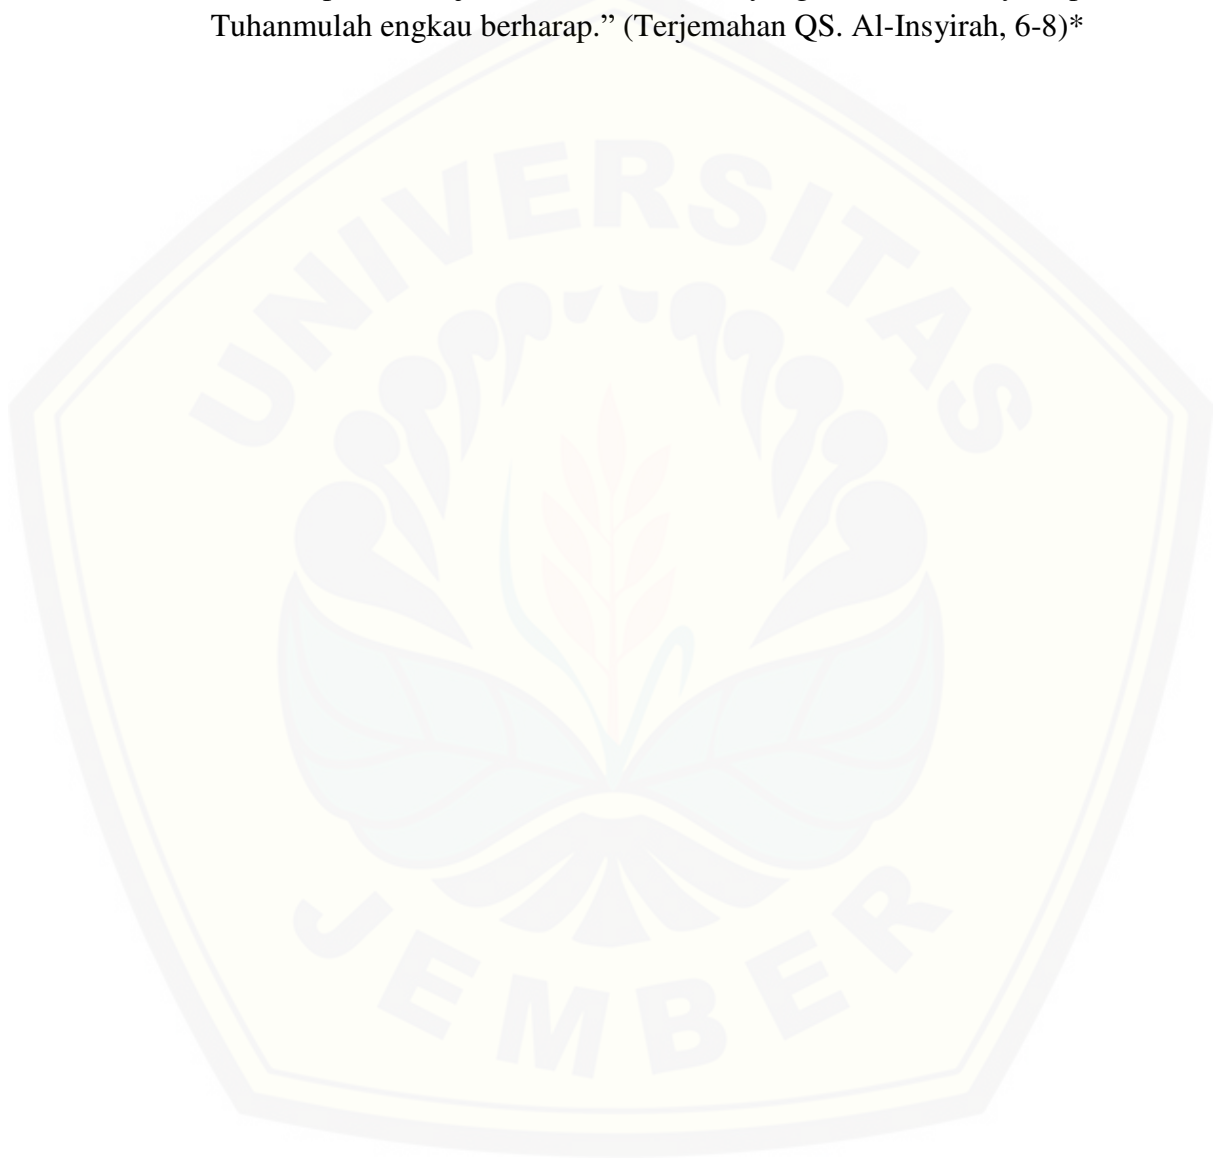 Tuhanmulah engkau berharap.” (Terjemahan QS. Al-Insyirah, 6-8)*
UNIVERSITAS
JEMBER